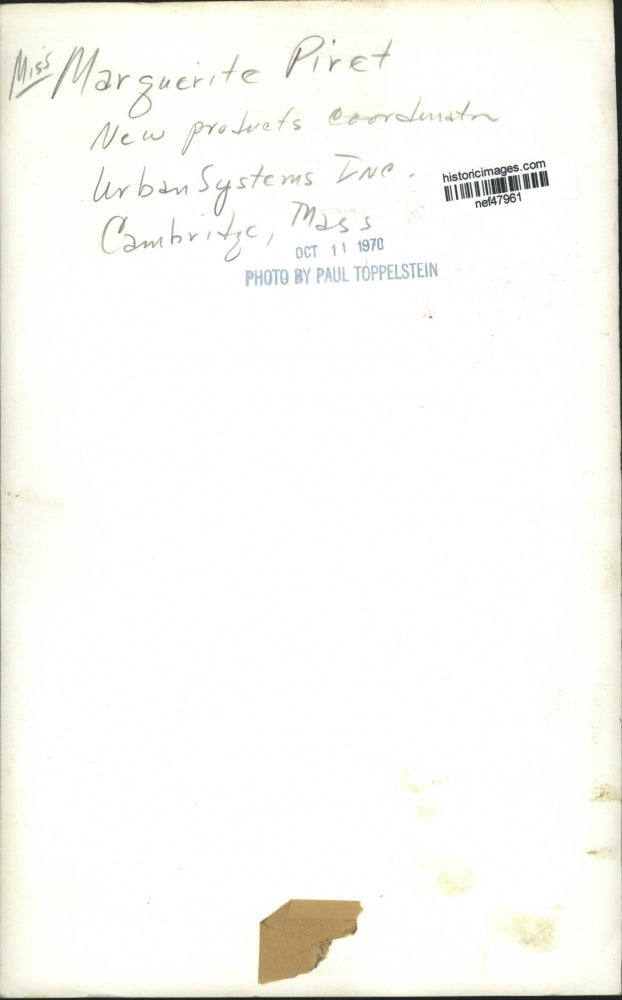 Miss Marguerite Piret
New products coordinator
Urban Systems Inc.
Cambridge, Mass
historicimages.com
nef47961
OCT 11 1970
PHOTO BY PAUL TOPPELSTEIN